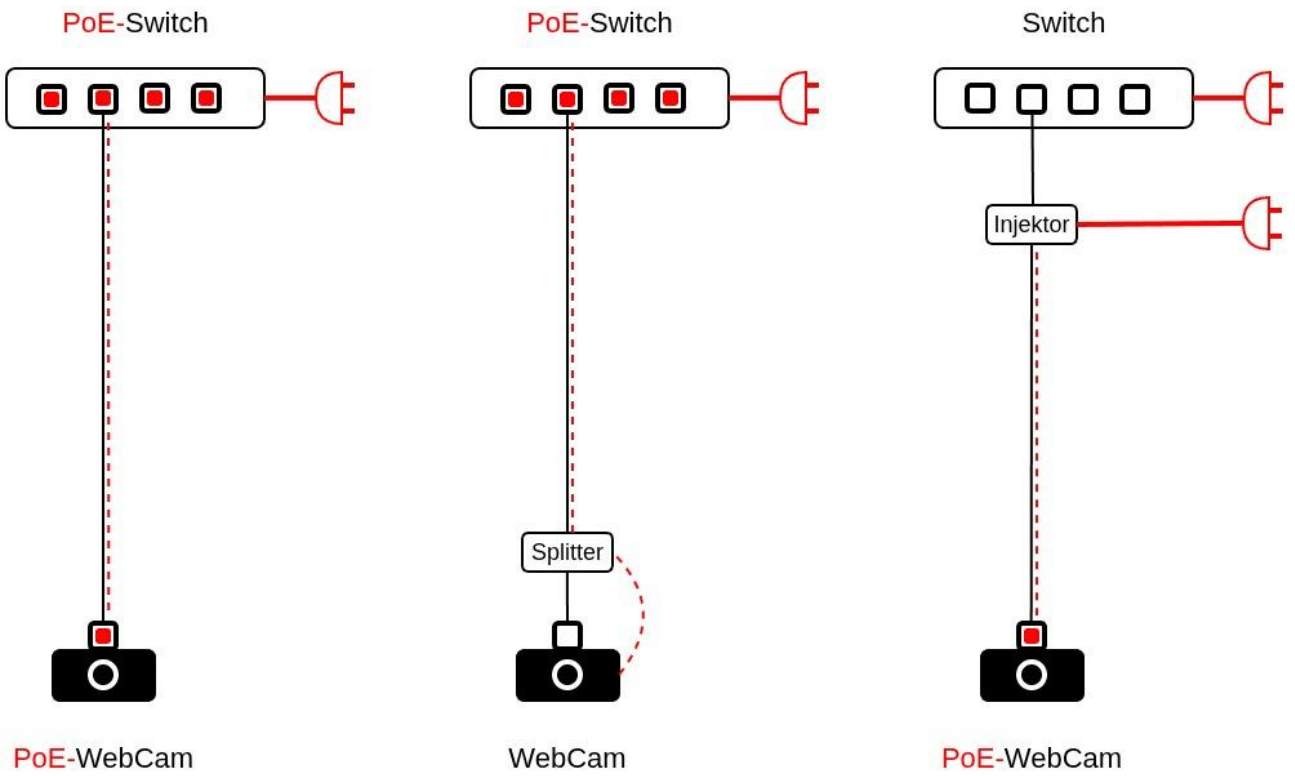 PoE-Switch
PoE-Switch
Switch
Injektor
Splitter
PoE-WebCam
WebCam
PoE-WebCam